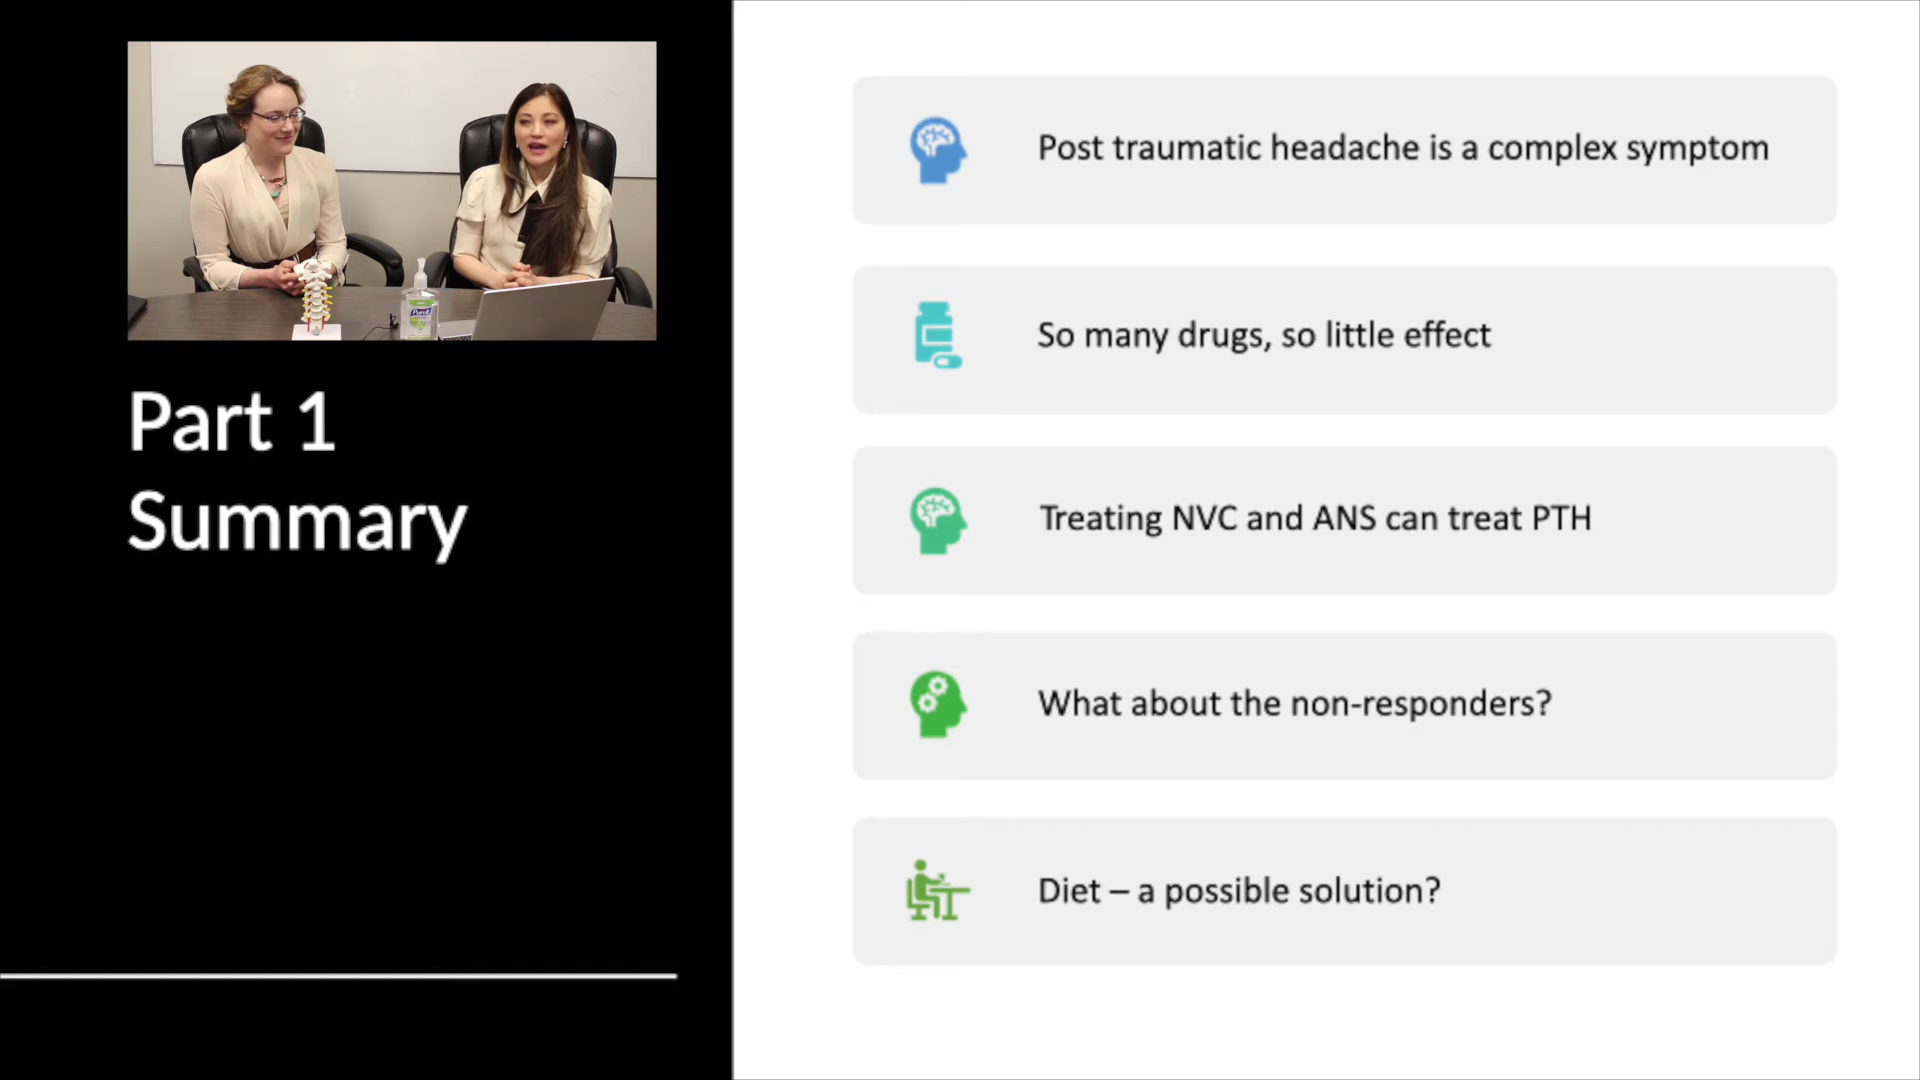 Part 1
Summary
Post traumatic headache is a complex symptom
So many drugs, so little effect
Treating NVC and ANS can treat PTH
What about the non-responders?
Diet – a possible solution?
Purell